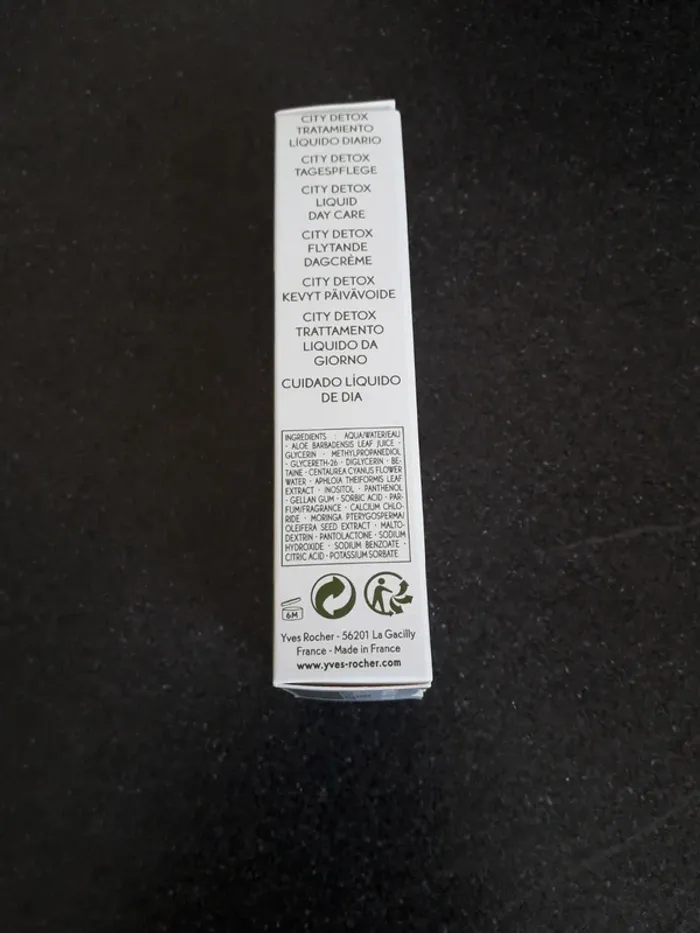 CITY DETOX
TRATAMIENTO
LÍQUIDO DIARIO
CITY DETOX
TAGESPFLEGE
CITY DETOX
LIQUID
DAY CARE
CITY DETOX
FLYTANDE
DAGCRÈME
CITY DETOX
KEVYT PÄIVÄVOIDE
CITY DETOX
TRATTAMENTO
LIQUIDO DA
GIORNO
CUIDADO LÍQUIDO
DE DIA
INGREDIENTS : AQUA/WATER/EAU
· ALOE BARBADENSIS LEAF JUICE ·
GLYCERIN · METHYLPROPANEDIOL
· GLYCERETH-26 · DIGLYCERIN · BE-
TAINE · CENTAUREA CYANUS FLOWER
WATER · APHLOIA THEIFORMIS LEAF
EXTRACT · INOSITOL · PANTHENOL
· GELLAN GUM · SORBIC ACID · PAR-
FUM/FRAGRANCE · CALCIUM CHLO-
RIDE · MORINGA PTERYGOSPERMA/
OLEIFERA SEED EXTRACT · MALTO-
DEXTRIN · PANTOLACTONE · SODIUM
HYDROXIDE · SODIUM BENZOATE ·
CITRIC ACID · POTASSIUM SORBATE
6M
Yves Rocher - 56201 La Gacilly
France - Made in France
www.yves-rocher.com